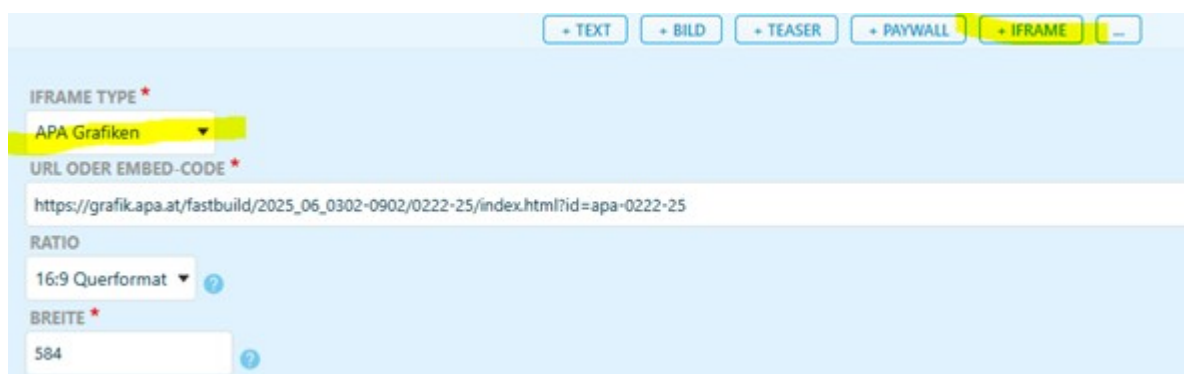 + TEXT + BILD + TEASER + PAYWALL + IFRAME ...
IFRAME TYPE *
APA Grafiken
URL ODER EMBED-CODE *
https://grafik.apa.at/fastbuild/2025_06_0302-0902/0222-25/index.html?id=apa-0222-25
RATIO
16:9 Querformat ?
BREITE *
584 ?